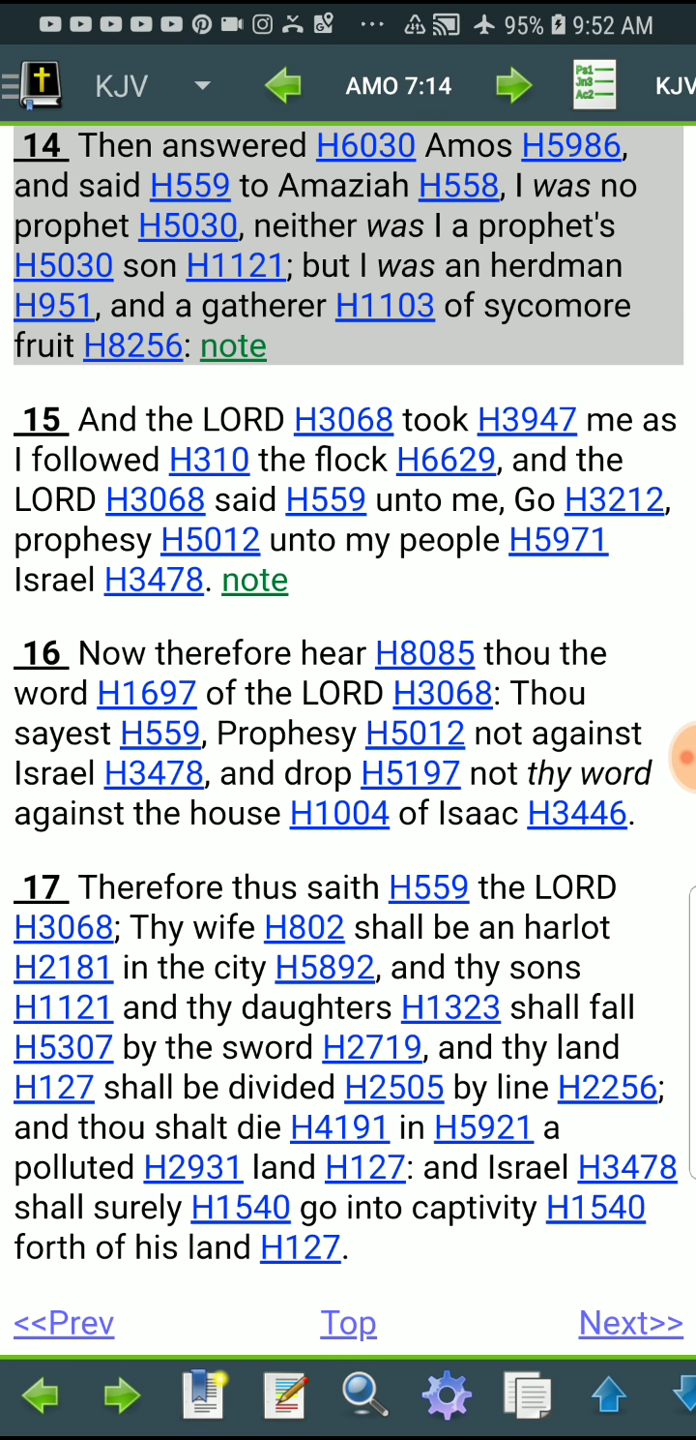 95% 9:52 AM
KJV AMO 7:14 Ps1 Jn3 Ac2 KJV
14 Then answered H6030 Amos H5986,
and said H559 to Amaziah H558, I was no
prophet H5030, neither was I a prophet's
H5030 son H1121; but I was an herdman
H951, and a gatherer H1103 of sycomore
fruit H8256: note
15 And the LORD H3068 took H3947 me as
I followed H310 the flock H6629, and the
LORD H3068 said H559 unto me, Go H3212,
prophesy H5012 unto my people H5971
Israel H3478. note
16 Now therefore hear H8085 thou the
word H1697 of the LORD H3068: Thou
sayest H559, Prophesy H5012 not against
Israel H3478, and drop H5197 not thy word
against the house H1004 of Isaac H3446.
17 Therefore thus saith H559 the LORD
H3068; Thy wife H802 shall be an harlot
H2181 in the city H5892, and thy sons
H1121 and thy daughters H1323 shall fall
H5307 by the sword H2719, and thy land
H127 shall be divided H2505 by line H2256;
and thou shalt die H4191 in H5921 a
polluted H2931 land H127: and Israel H3478
shall surely H1540 go into captivity H1540
forth of his land H127.
<<Prev Top Next>>